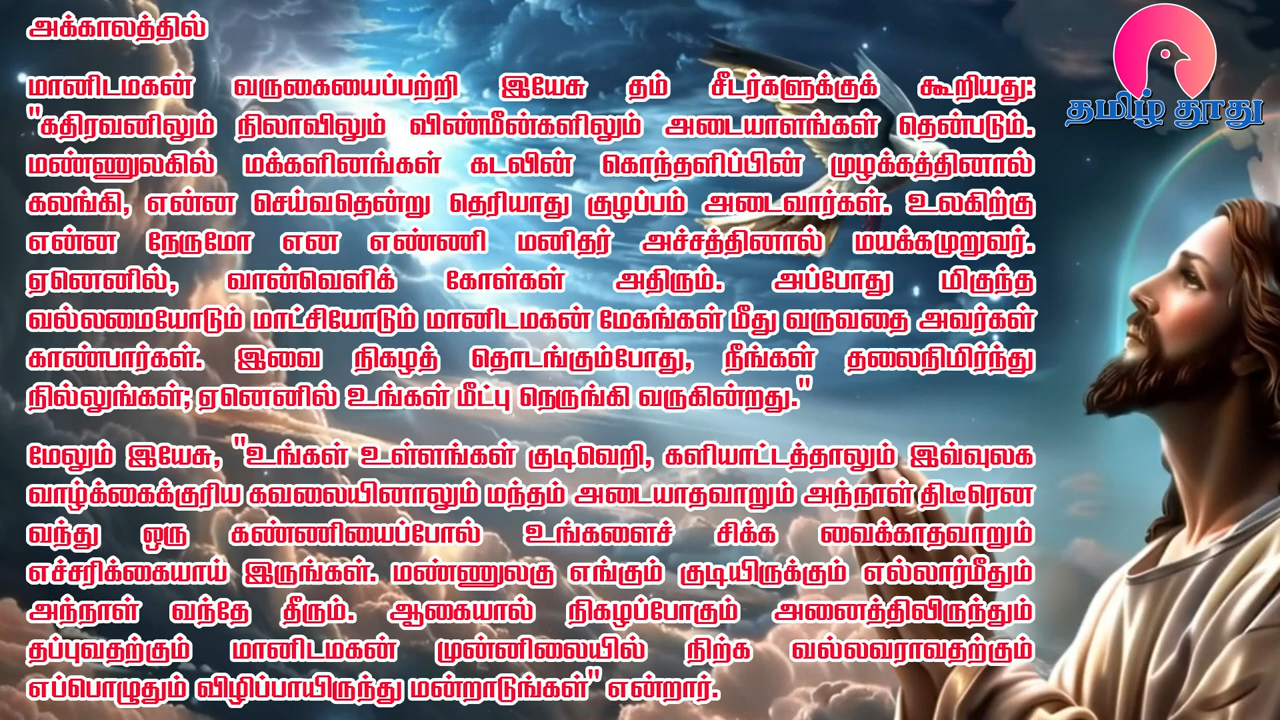 அக்காலத்தில்
மானிடமகன் வருகையைப்பற்றி இயேசு தம் சீடர்களுக்குக் கூறியது:
"கதிரவனிலும் நிலாவிலும் விண்மீன்களிலும் அடையாளங்கள் தென்படும்.
மண்ணுலகில் மக்களினங்கள் கடலின் கொந்தளிப்பின் முழக்கத்தினால்
கலங்கி, என்ன செய்வதென்று தெரியாது குழப்பம் அடைவார்கள். உலகிற்கு
என்ன நேருமோ என எண்ணி மனிதர் அச்சத்தினால் மயக்கமுறுவர்.
ஏனெனில், வான்வெளிக் கோள்கள் அதிரும். அப்போது மிகுந்த
வல்லமையோடும் மாட்சியோடும் மானிடமகன் மேகங்கள் மீது வருவதை அவர்கள்
காண்பார்கள். இவை நிகழத் தொடங்கும்போது, நீங்கள் தலைநிமிர்ந்து
நில்லுங்கள்; ஏனெனில் உங்கள் மீட்பு நெருங்கி வருகின்றது."
மேலும் இயேசு, "உங்கள் உள்ளங்கள் குடிவெறி, களியாட்டத்தாலும் இவ்வுலக
வாழ்க்கைக்குரிய கவலையினாலும் மந்தம் அடையாதவாறும் அந்நாள் திடீரென
வந்து ஒரு கண்ணியைப்போல் உங்களைச் சிக்க வைக்காதவாறும்
எச்சரிக்கையாய் இருங்கள். மண்ணுலகு எங்கும் குடியிருக்கும் எல்லார்மீதும்
அந்நாள் வந்தே தீரும். ஆகையால் நிகழப்போகும் அனைத்திலிருந்தும்
தப்புவதற்கும் மானிடமகன் முன்னிலையில் நிற்க வல்லவராவதற்கும்
எப்பொழுதும் விழிப்பாயிருந்து மன்றாடுங்கள்" என்றார்.
தமிழ் தூது